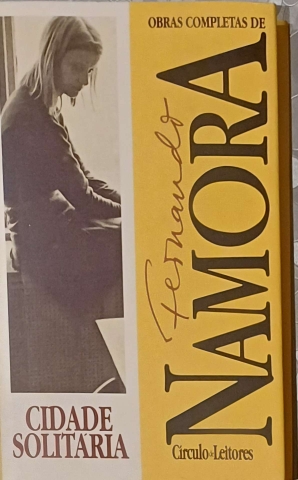 OBRAS COMPLETAS DE
Fernando
NAMORA
CIDADE
SOLITÁRIA
Círculo de Leitores